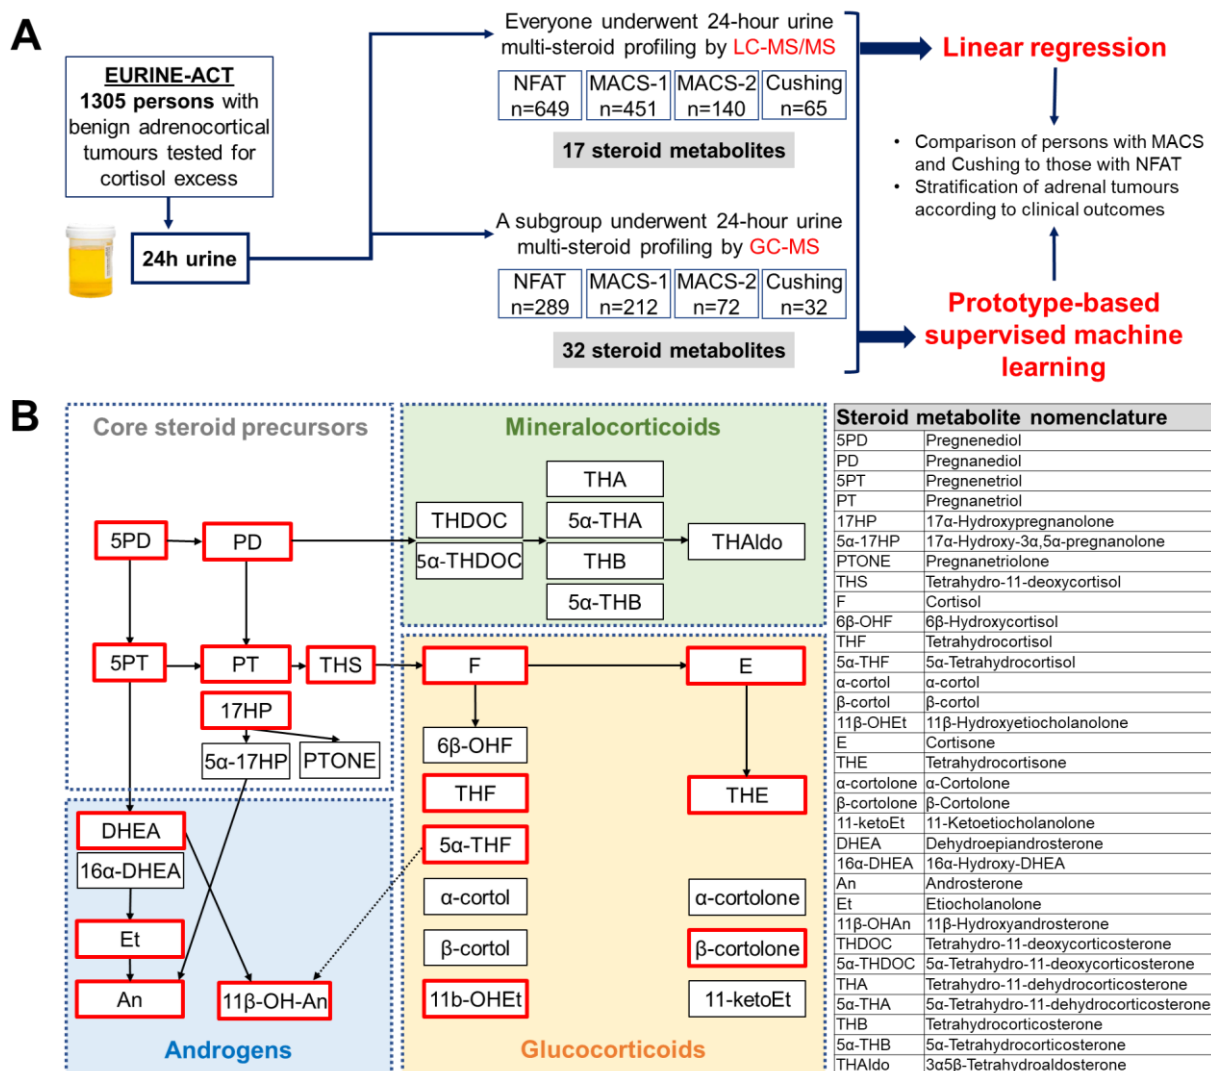 A
EURINE-ACT
1305 persons with
benign adrenocortical
tumours tested for
cortisol excess
24h urine
Everyone underwent 24-hour urine
multi-steroid profiling by LC-MS/MS
NFAT MACS-1 MACS-2 Cushing
n=649 n=451 n=140 n=65
17 steroid metabolites
A subgroup underwent 24-hour urine
multi-steroid profiling by GC-MS
NFAT MACS-1 MACS-2 Cushing
n=289 n=212 n=72 n=32
32 steroid metabolites
Linear regression
• Comparison of persons with MACS
and Cushing to those with NFAT
• Stratification of adrenal tumours
according to clinical outcomes
Prototype-based
supervised machine
learning
B
Core steroid precursors
5PD
PD
5PT
PT
THS
17HP
5α-17HP
PTONE
Mineralocorticoids
THDOC
5α-THDOC
THA
5α-THA
THB
5α-THB
THAldo
DHEA
16α-DHEA
Et
An
11β-OH-An
Androgens
F
E
6β-OHF
THF
THE
5α-THF
α-cortol
α-cortolone
β-cortol
β-cortolone
11b-OHEt
11-ketoEt
Glucocorticoids
Steroid metabolite nomenclature
5PD Pregnenediol
PD Pregnanediol
5PT Pregnenetriol
PT Pregnanetriol
17HP 17α-Hydroxypregnanolone
5α-17HP 17α-Hydroxy-3α,5α-pregnanolone
PTONE Pregnanetriolone
THS Tetrahydro-11-deoxycortisol
F Cortisol
6β-OHF 6β-Hydroxycortisol
THF Tetrahydrocortisol
5α-THF 5α-Tetrahydrocortisol
α-cortol α-cortol
β-cortol β-cortol
11β-OHEt 11β-Hydroxyetiocholanolone
E Cortisone
THE Tetrahydrocortisone
α-cortolone α-Cortolone
β-cortolone β-Cortolone
11-ketoEt 11-Ketoetiocholanolone
DHEA Dehydroepiandrosterone
16α-DHEA 16α-Hydroxy-DHEA
An Androsterone
Et Etiocholanolone
11β-OHAn 11β-Hydroxyandrosterone
THDOC Tetrahydro-11-deoxycorticosterone
5α-THDOC 5α-Tetrahydro-11-deoxycorticosterone
THA Tetrahydro-11-dehydrocorticosterone
5α-THA 5α-Tetrahydro-11-dehydrocorticosterone
THB Tetrahydrocorticosterone
5α-THB 5α-Tetrahydrocorticosterone
THAldo 3α5β-Tetrahydroaldosterone